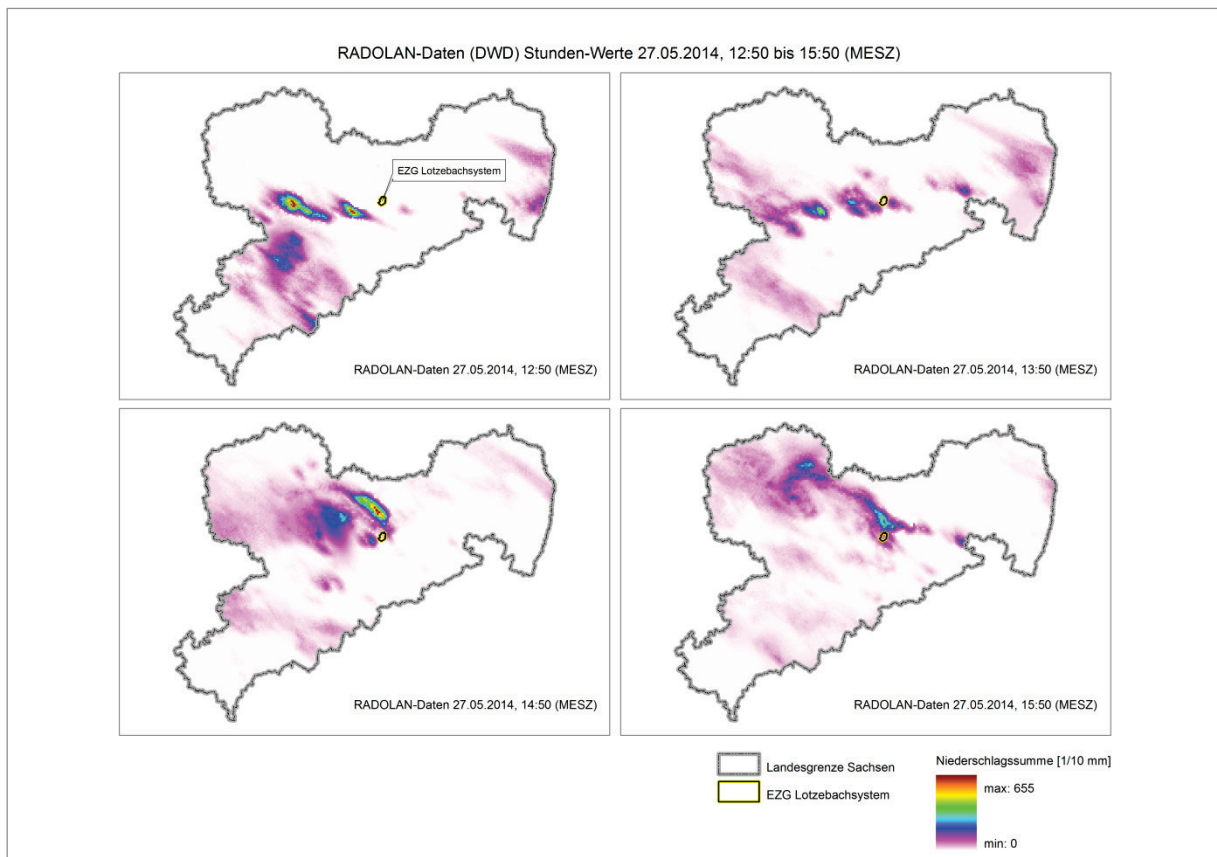 RADOLAN-Daten (DWD) Stunden-Werte 27.05.2014, 12:50 bis 15:50 (MESZ)
EZG Lotzebachsystem
RADOLAN-Daten 27.05.2014, 12:50 (MESZ)
RADOLAN-Daten 27.05.2014, 13:50 (MESZ)
RADOLAN-Daten 27.05.2014, 14:50 (MESZ)
RADOLAN-Daten 27.05.2014, 15:50 (MESZ)
Landesgrenze Sachsen
EZG Lotzebachsystem
Niederschlagssumme [1/10 mm]
max: 655
min: 0